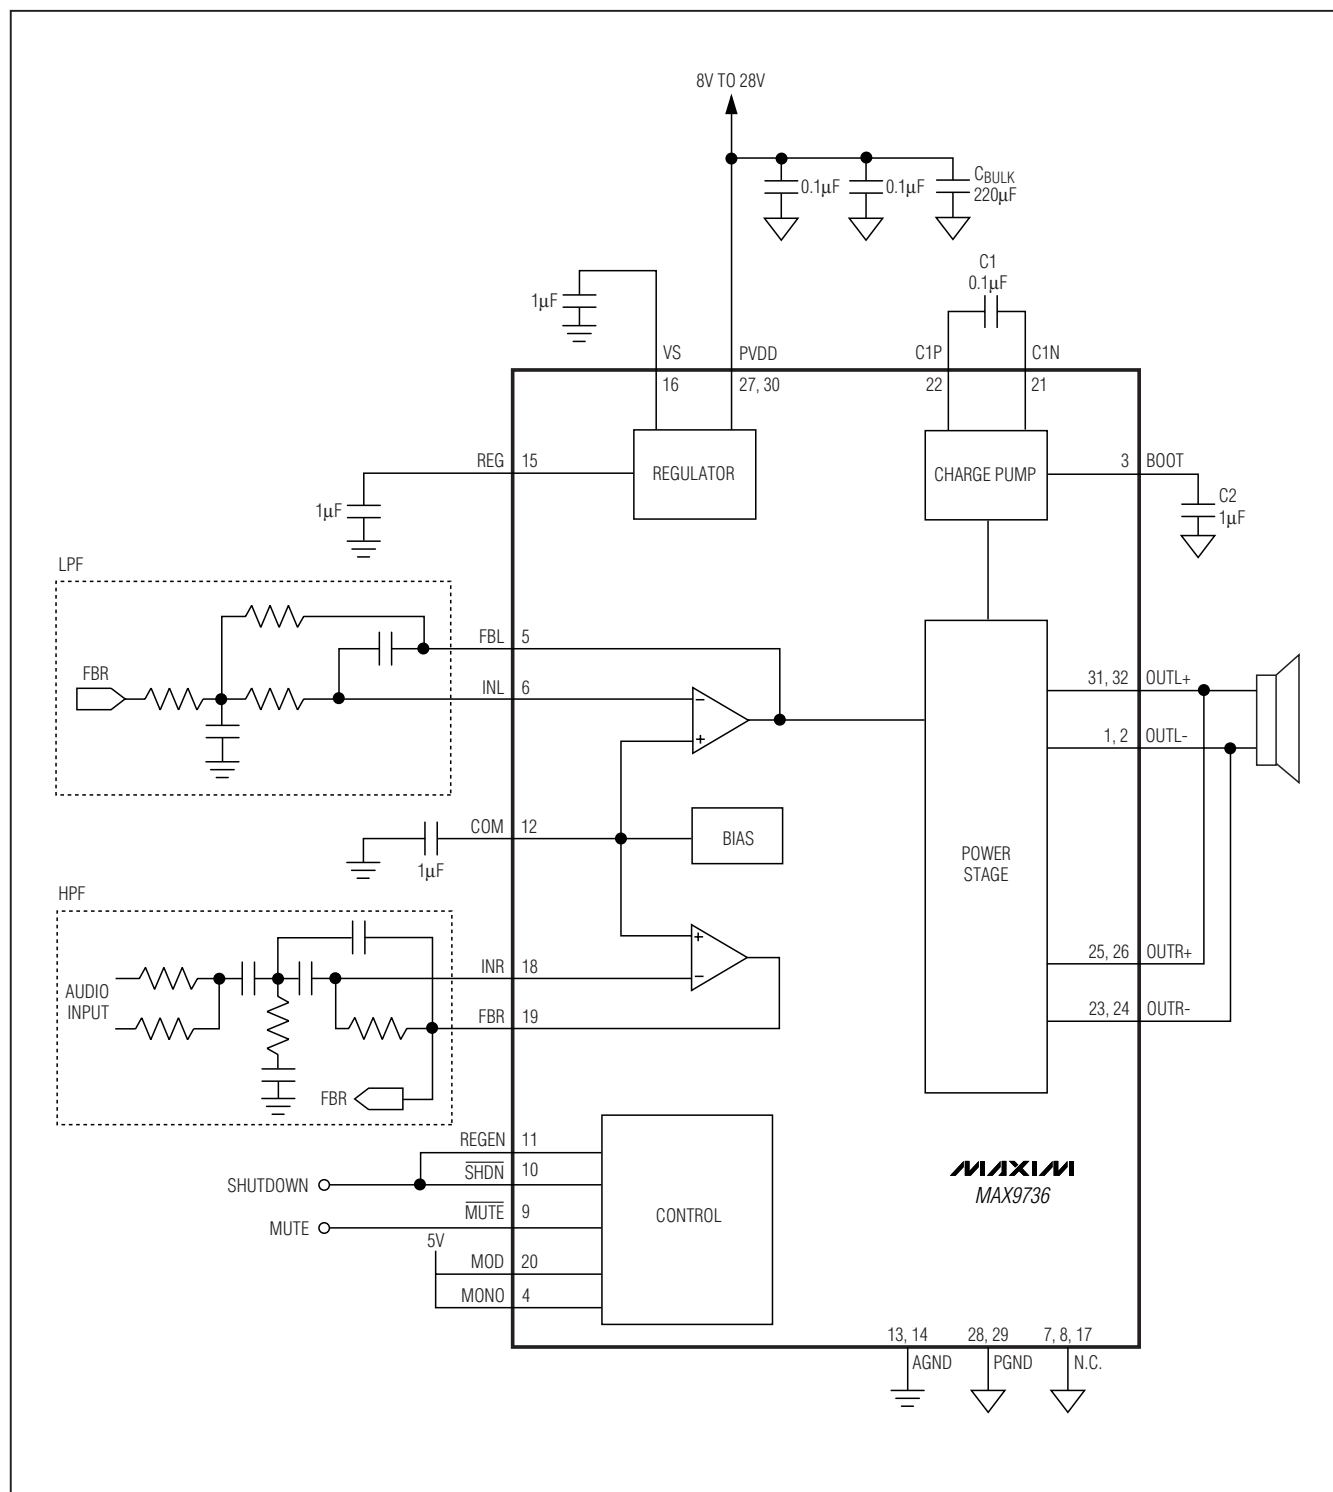 8V TO 28V
0.1μF
0.1μF
CBULK
220μF
C1
0.1μF
1μF
VS
PVDD
C1P
C1N
16
27, 30
22
21
REG
15
REGULATOR
CHARGE PUMP
3
BOOT
1μF
C2
1μF
LPF
FBL
5
FBR
INL
6
31, 32
OUTL+
1, 2
OUTL-
COM
12
BIAS
1μF
POWER
STAGE
HPF
INR
18
25, 26
OUTR+
AUDIO
INPUT
FBR
19
23, 24
OUTR-
FBR
REGEN
11
SHDN
10
SHUTDOWN
MUTE
9
MUTE
CONTROL
5V
MOD
20
MONO
4
MAXIM
MAX9736
13, 14
28, 29
7, 8, 17
AGND
PGND
N.C.
+
+
−
−